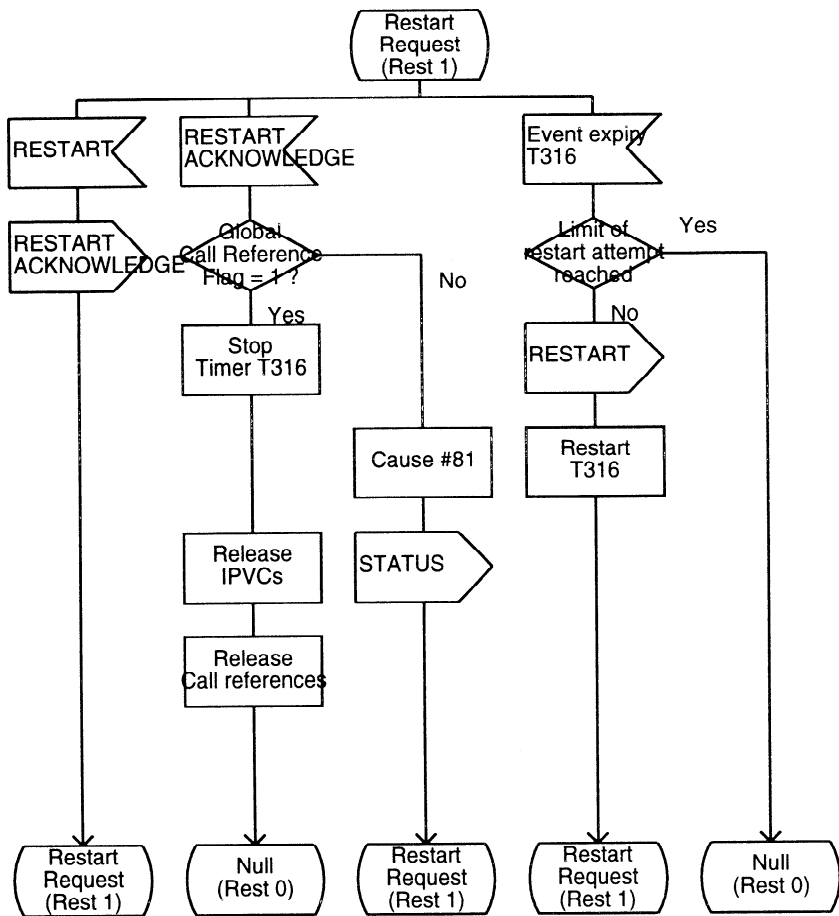 Restart
Request
(Rest 1)
RESTART
RESTART
ACKNOWLEDGE
Event expiry
T316
RESTART
ACKNOWLEDGE
Global
Call Reference
Flag = 1 ?
Limit of
restart attempt
reached
Yes
No
Yes
No
Stop
Timer T316
RESTART
Cause #81
Restart
T316
Release
IPVCs
STATUS
Release
Call references
Restart
Request
(Rest 1)
Null
(Rest 0)
Restart
Request
(Rest 1)
Restart
Request
(Rest 1)
Null
(Rest 0)